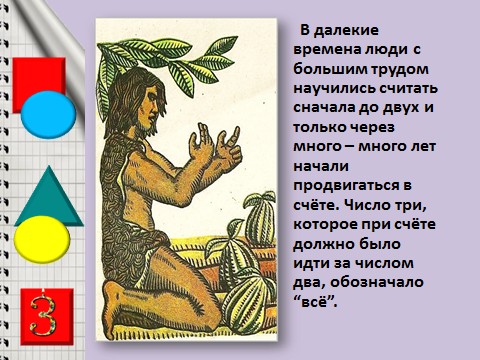 В далекие
времена люди с
большим трудом
научились считать
сначала до двух и
только через
много – много лет
начали
продвигаться в
счёте. Число три,
которое при счёте
должно было
идти за числом
два, обозначало
“всё”.
3